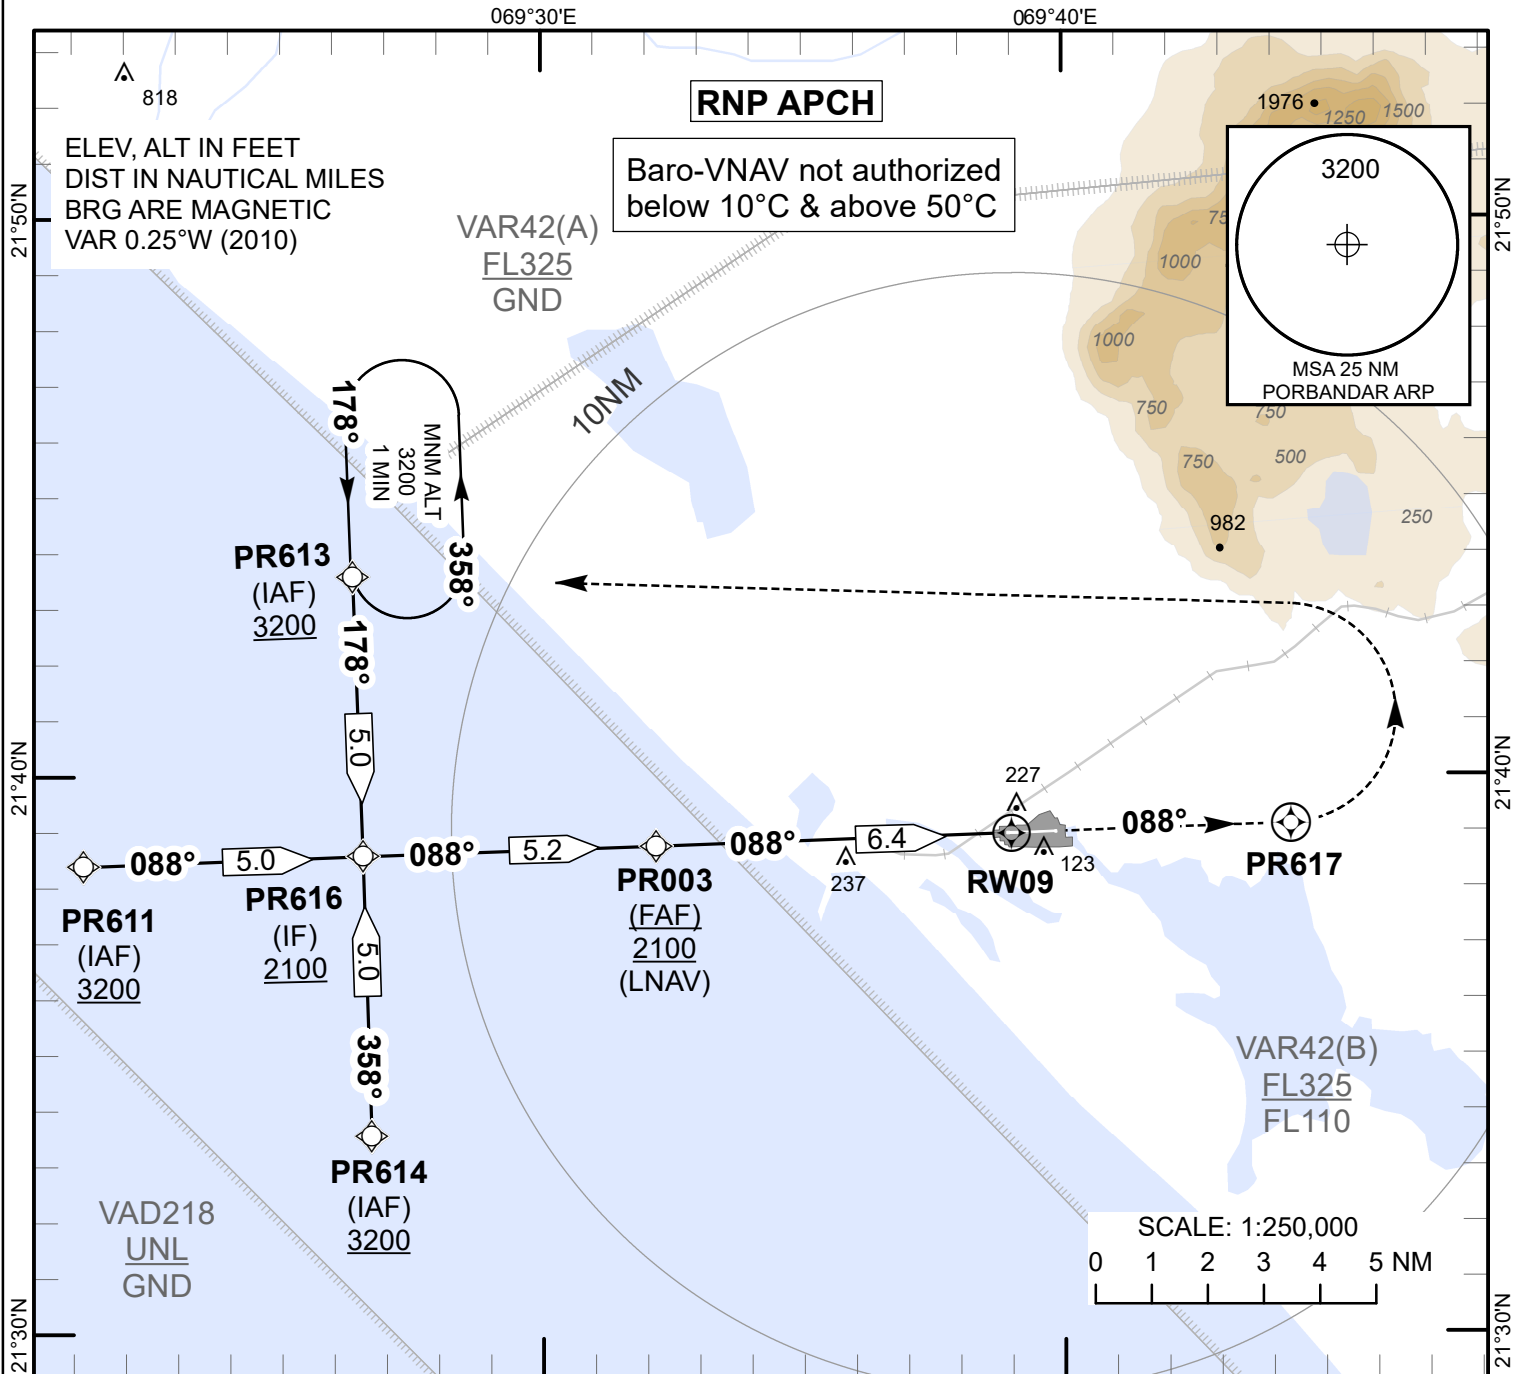 069°30'E
069°40'E
818
RNP APCH
1976
1250
1500
ELEV, ALT IN FEET
DIST IN NAUTICAL MILES
BRG ARE MAGNETIC
VAR 0.25°W (2010)
Baro-VNAV not authorized
below 10°C & above 50°C
3200
MSA 25 NM
PORBANDAR ARP
21°50'N
21°50'N
VAR42(A)
FL325
GND
75
1000
1000
750
750
750
500
250
982
10NM
178°
MNM ALT
3200
1 MIN
358°
PR613
(IAF)
3200
178°
5.0
21°40'N
21°40'N
227
088°
5.0
088°
5.2
088°
6.4
088°
237
123
PR611
(IAF)
3200
PR616
(IF)
2100
PR003
(FAF)
2100
(LNAV)
RW09
PR617
5.0
358°
PR614
(IAF)
3200
VAR42(B)
FL325
FL110
VAD218
UNL
GND
SCALE: 1:250,000
0 1 2 3 4 5 NM
21°30'N
21°30'N